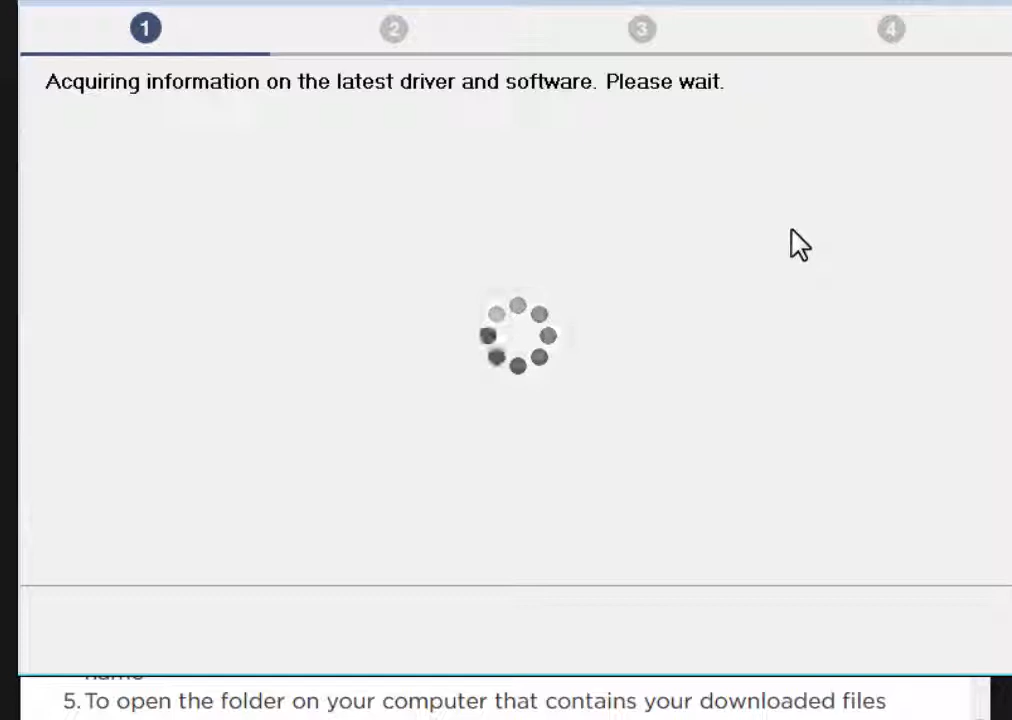 1 2 3 4
Acquiring information on the latest driver and software. Please wait.
name
5. To open the folder on your computer that contains your downloaded files